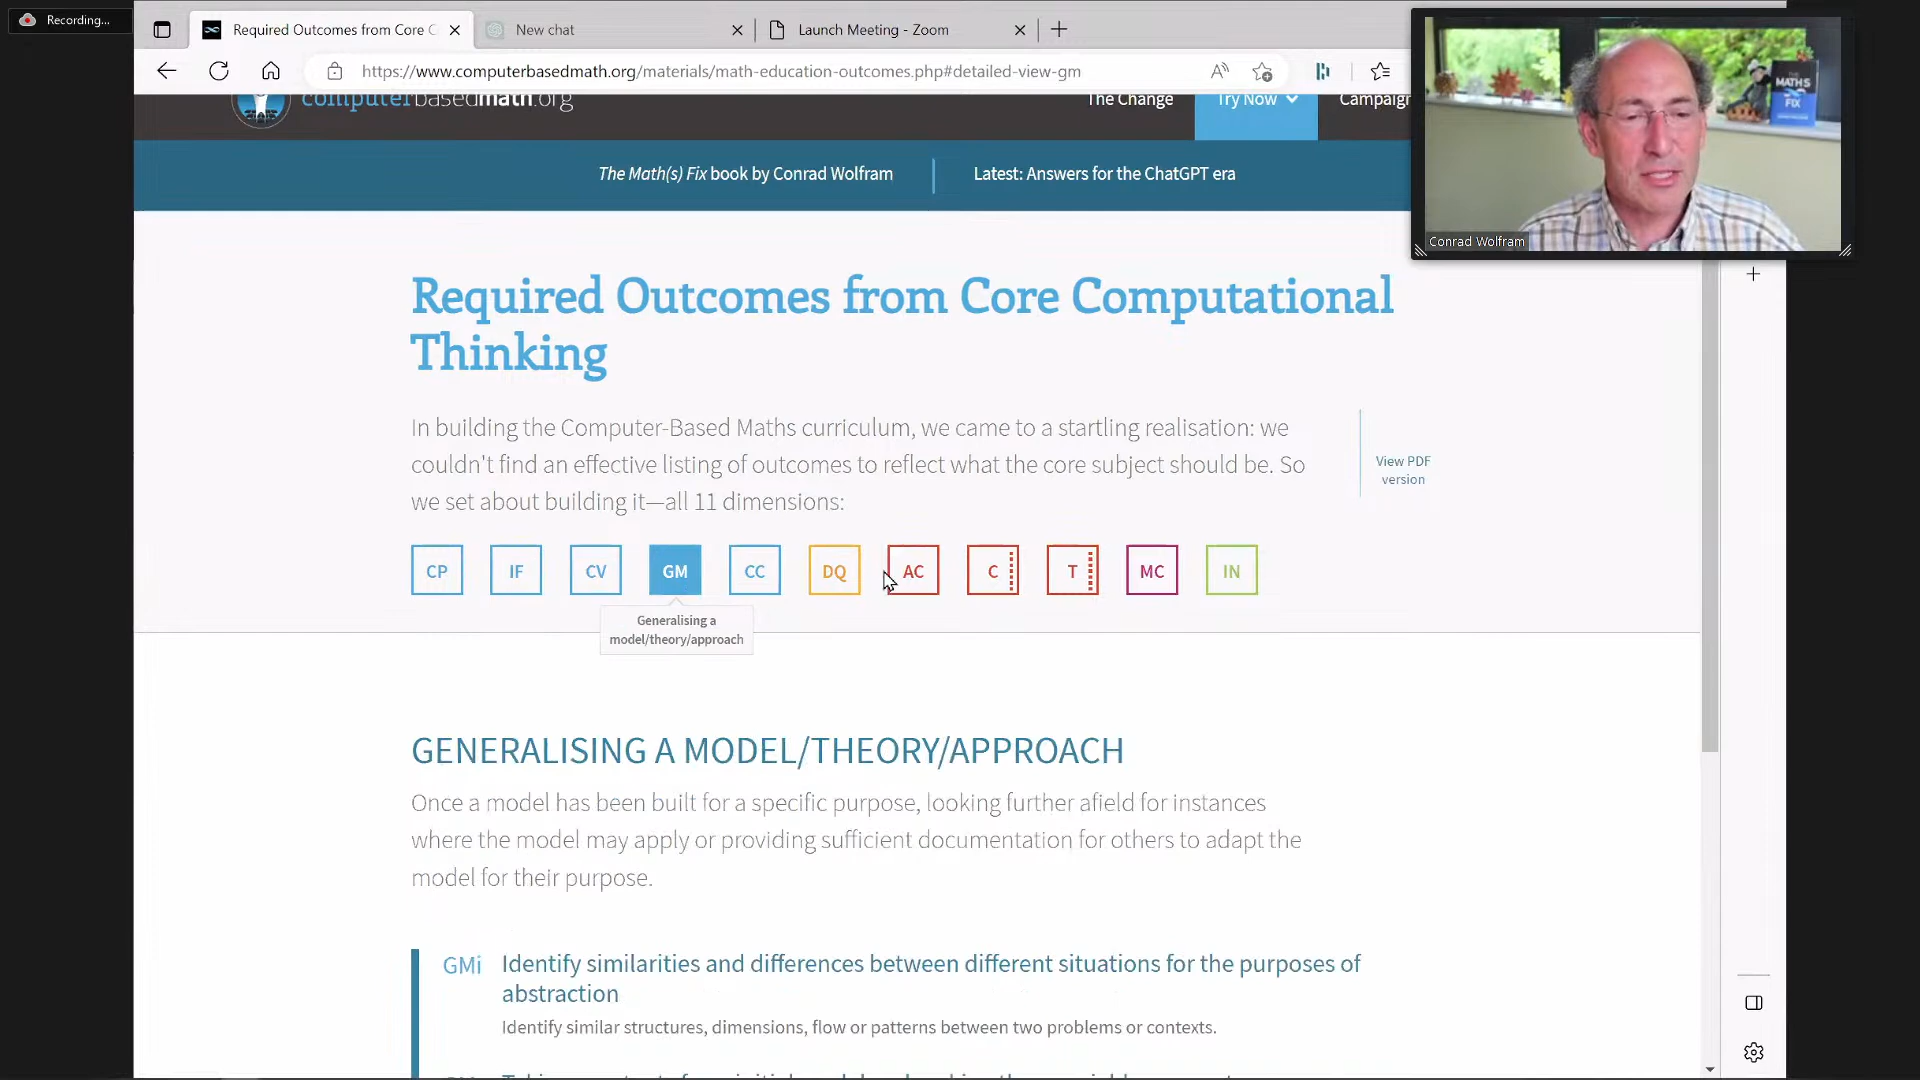 Recording...
Required Outcomes from Core C
New chat
Launch Meeting - Zoom
https://www.computerbasedmath.org/materials/math-education-outcomes.php#detailed-view-gm
computerbasedmath.org
The Change
Try Now
Campaign
THE MATHS FIX
Conrad Wolfram
The Math(s) Fix book by Conrad Wolfram
Latest: Answers for the ChatGPT era
Required Outcomes from Core Computational
Thinking
In building the Computer-Based Maths curriculum, we came to a startling realisation: we
couldn't find an effective listing of outcomes to reflect what the core subject should be. So
we set about building it—all 11 dimensions:
View PDF
version
CP IF CV GM CC DQ AC C T MC IN
Generalising a
model/theory/approach
GENERALISING A MODEL/THEORY/APPROACH
Once a model has been built for a specific purpose, looking further afield for instances
where the model may apply or providing sufficient documentation for others to adapt the
model for their purpose.
GMi Identify similarities and differences between different situations for the purposes of
abstraction
Identify similar structures, dimensions, flow or patterns between two problems or contexts.